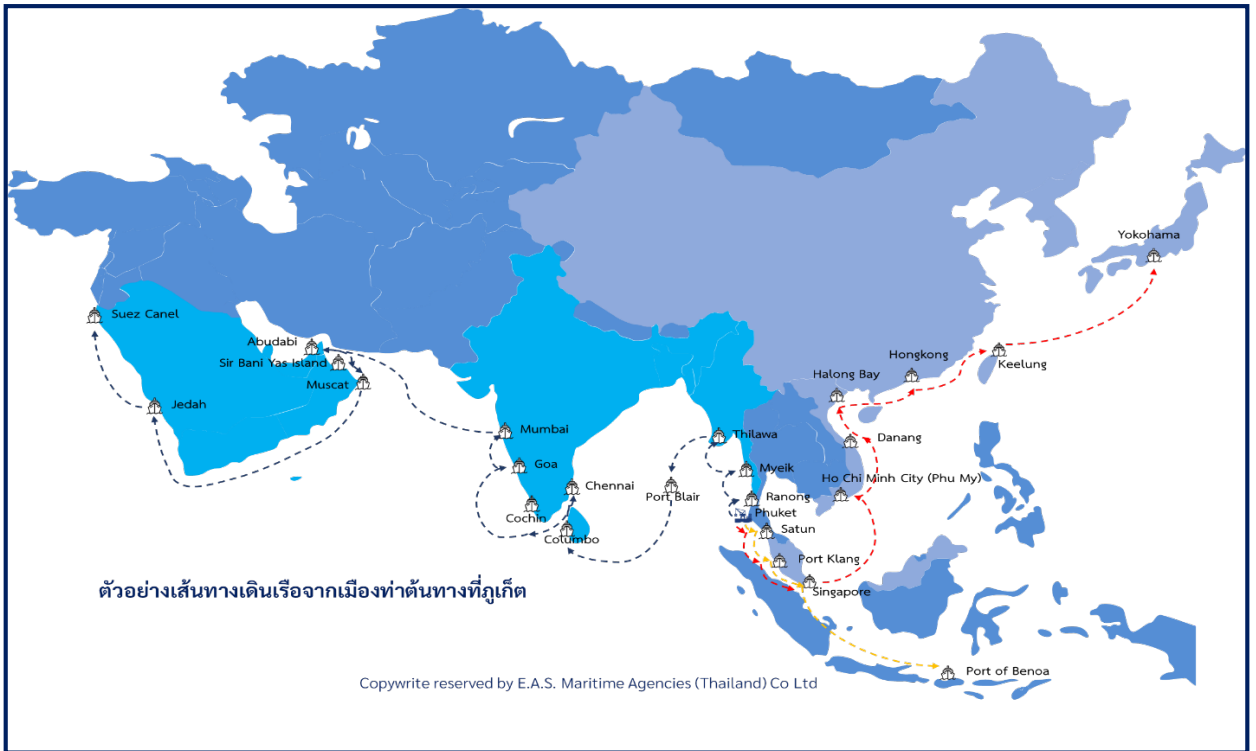 Yokohama
Suez Canel
Abudabi
Sir Bani Yas Island
Muscat
Hongkong
Keelung
Halong Bay
Jedah
Mumbai
Thilawa
Danang
Goa
Myeik
Chennai
Port Blair
Ho Chi Minh City (Phu My)
Ranong
Cochin
Phuket
Columbo
Satun
Port Klang
Singapore
ตัวอย่างเส้นทางเดินเรือจากเมืองท่าต้นทางที่ภูเก็ต
Port of Benoa
Copywrite reserved by E.A.S. Maritime Agencies (Thailand) Co Ltd